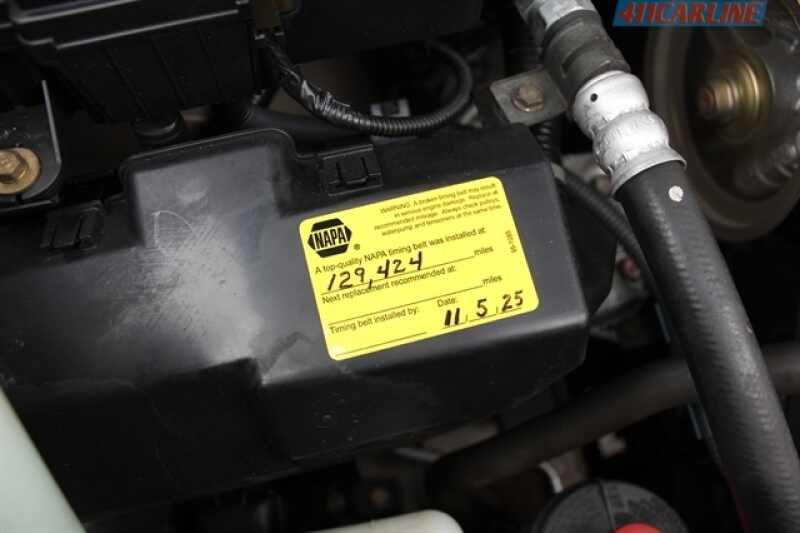 411CARLINE
WARNING: A broken timing belt may result
in serious engine damage. Replace at
recommended mileage. Always check pulleys,
waterpump and tensioners at the same time.
NAPA®
A top-quality NAPA timing belt was installed at:
129,424 miles
Next replacement recommended at:
miles
Timing belt installed by: Date:
11, 5, 25